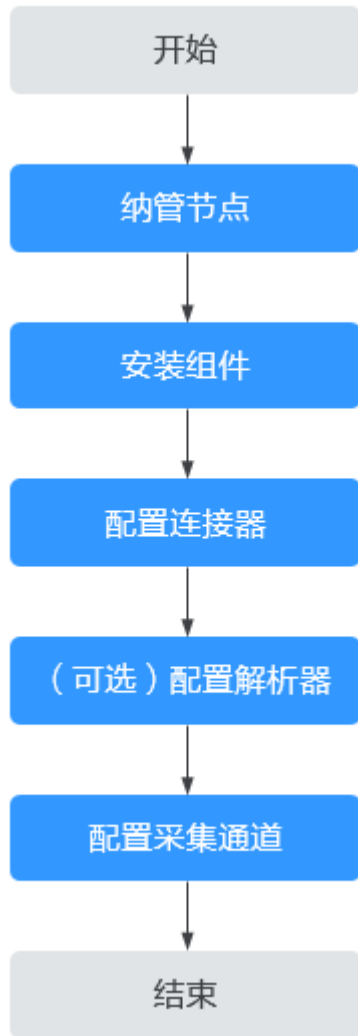 开始
纳管节点
安装组件
配置连接器
（可选）配置解析器
配置采集通道
结束